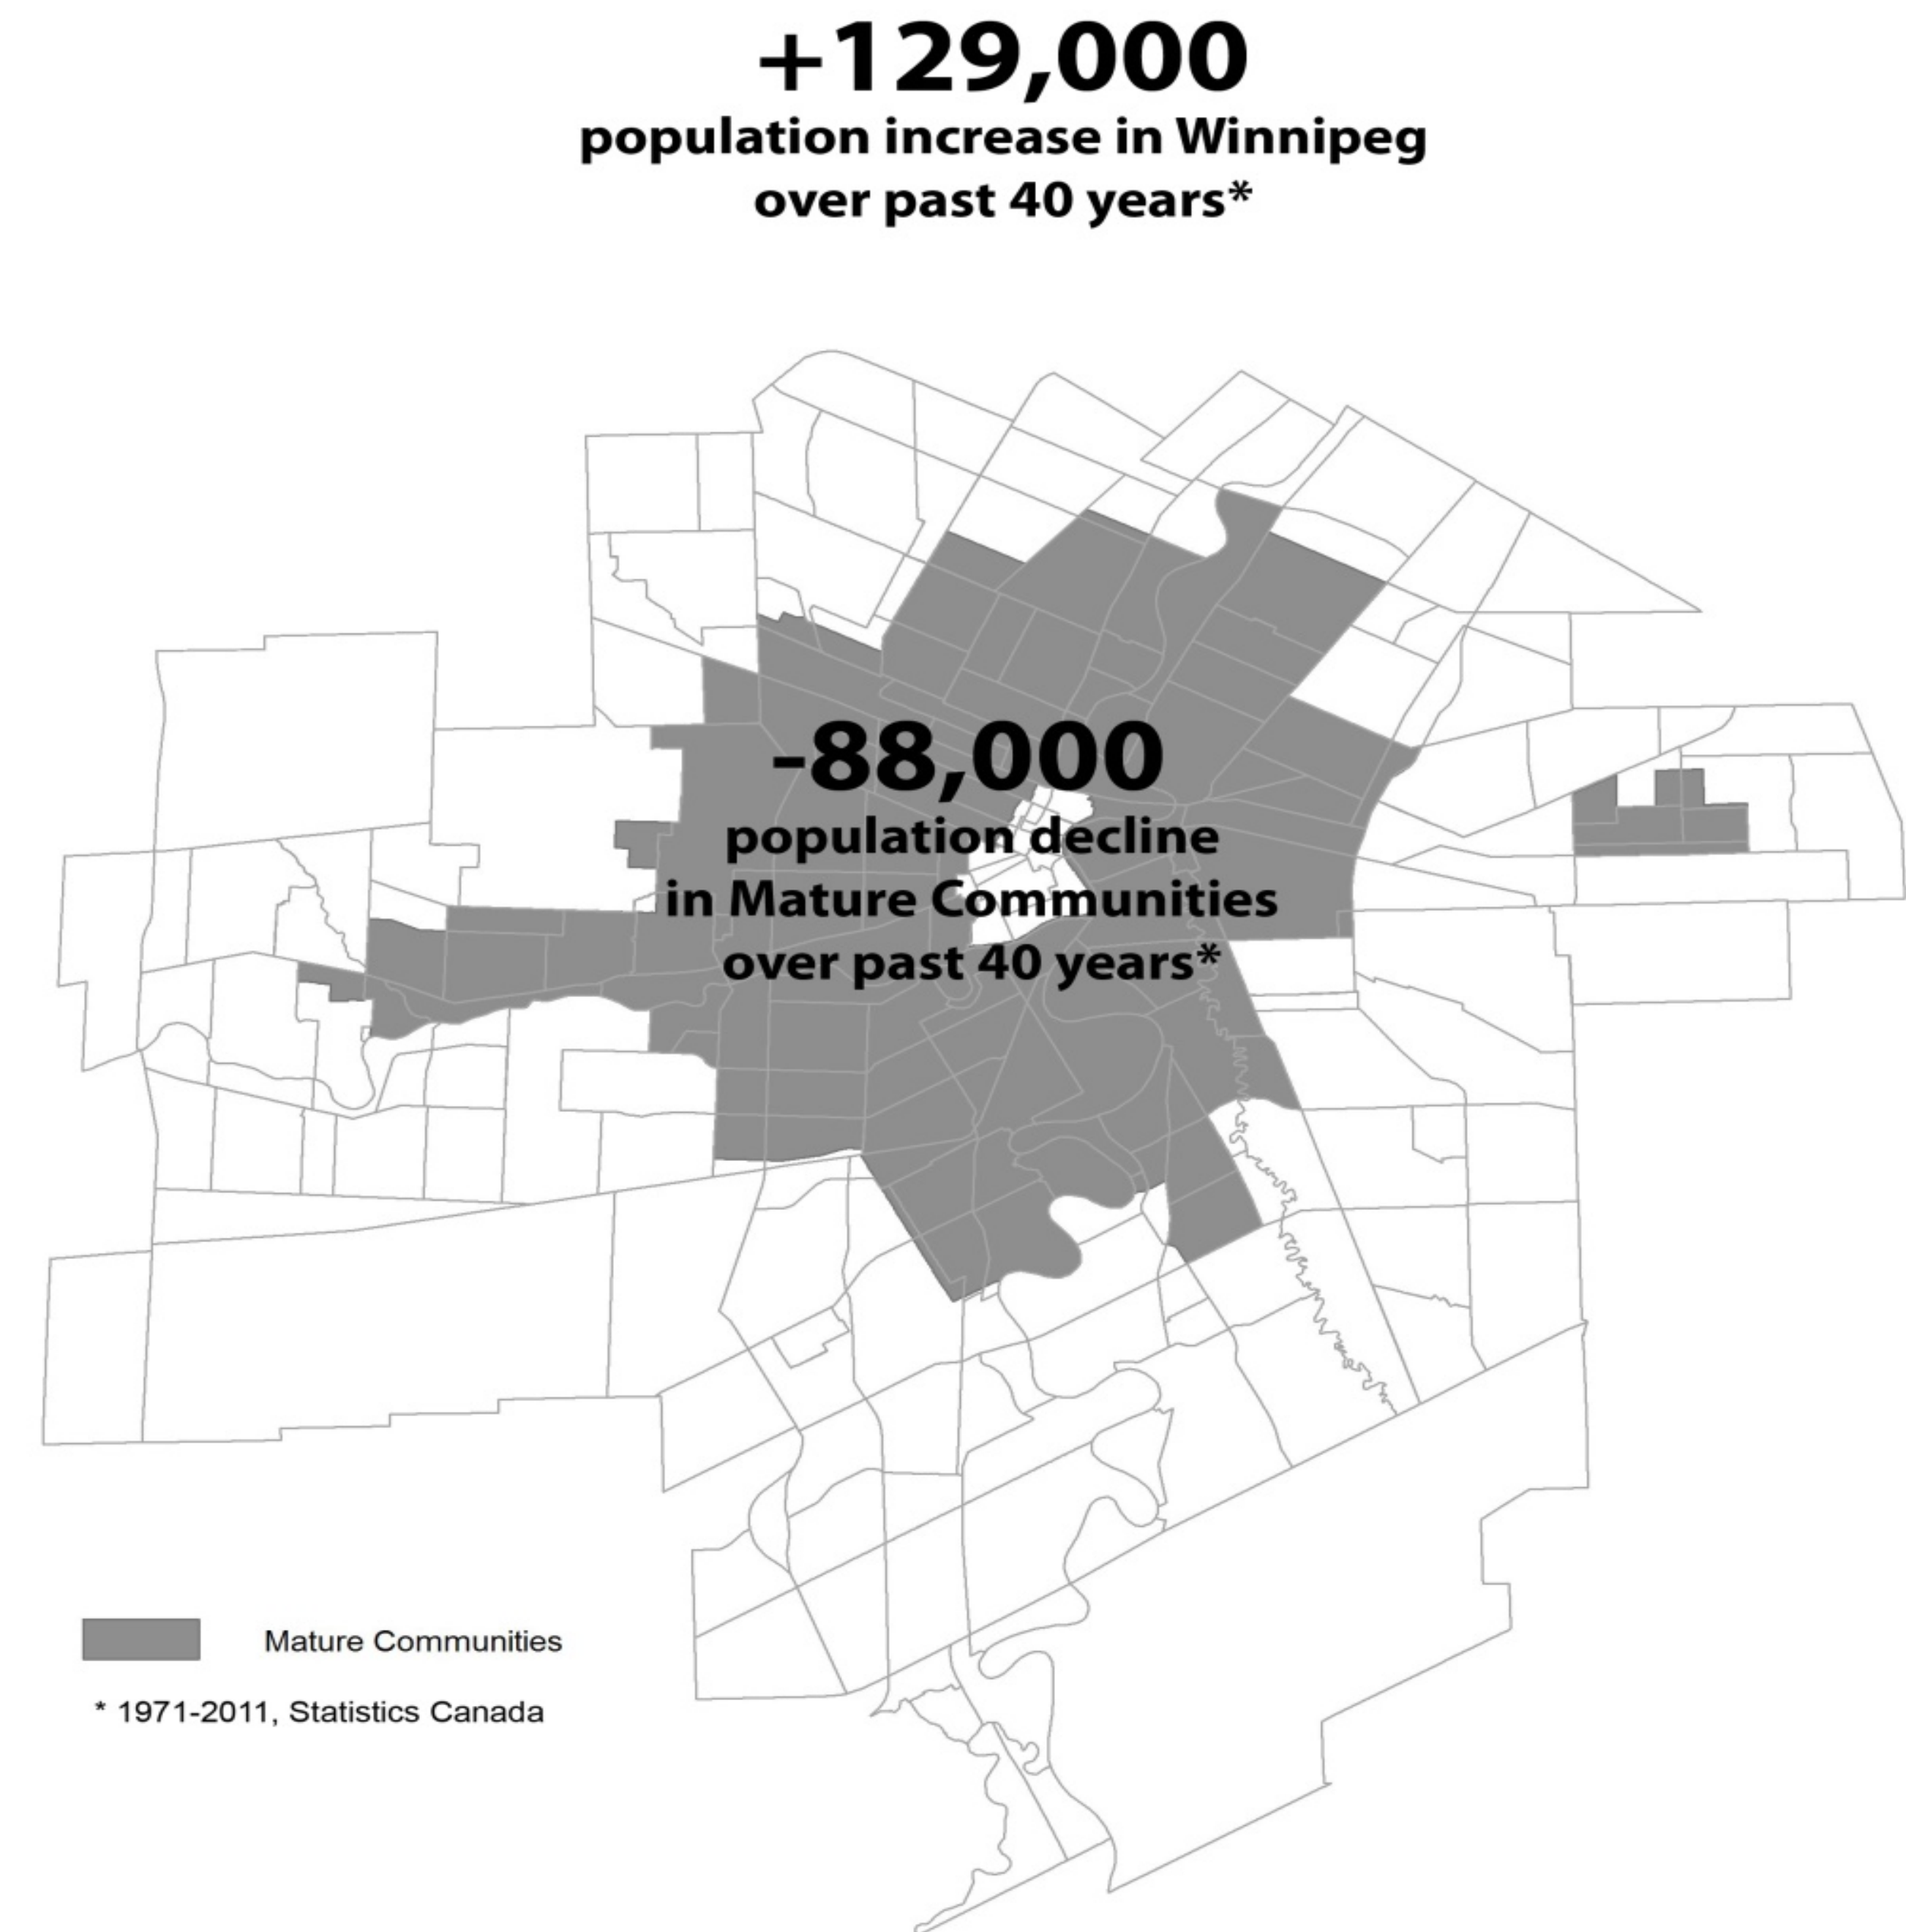 +129,000
population increase in Winnipeg
over past 40 years*
-88,000
population decline
in Mature Communities
over past 40 years*
Mature Communities
* 1971-2011, Statistics Canada